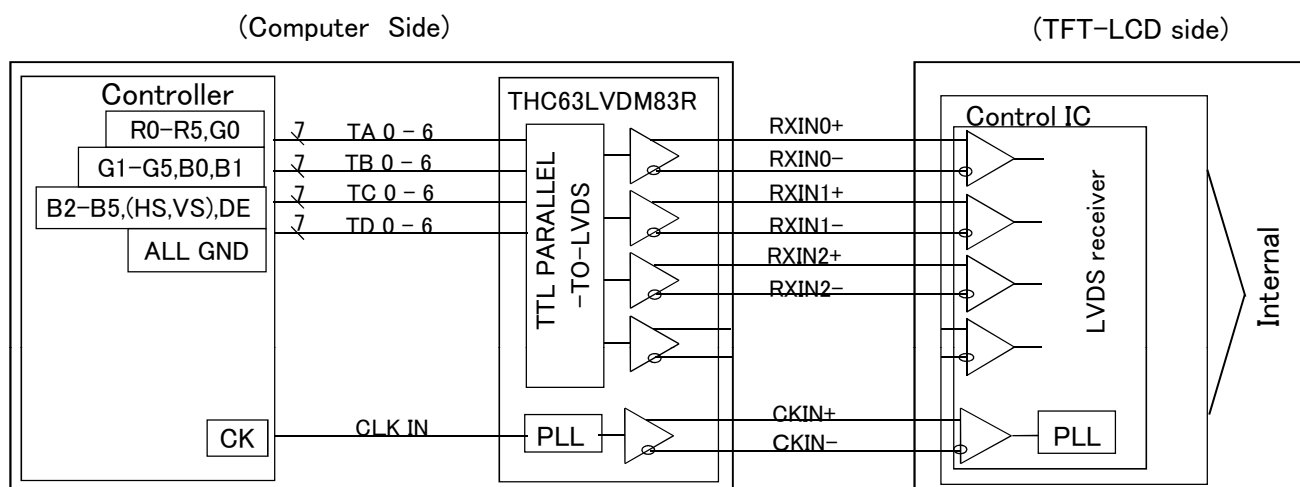 (Computer Side)
(TFT-LCD side)
Controller
R0-R5,G0
G1-G5,B0,B1
B2-B5,(HS,VS),DE
ALL GND
CK
7
TA 0-6
7
TB 0-6
7
TC 0-6
7
TD 0-6
CLK IN
THC63LVDM83R
TTL PARALLEL
-TO-LVDS
PLL
RXIN0+
RXIN0-
RXIN1+
RXIN1-
RXIN2+
RXIN2-
CKIN+
CKIN-
Control IC
LVDS receiver
PLL
Internal